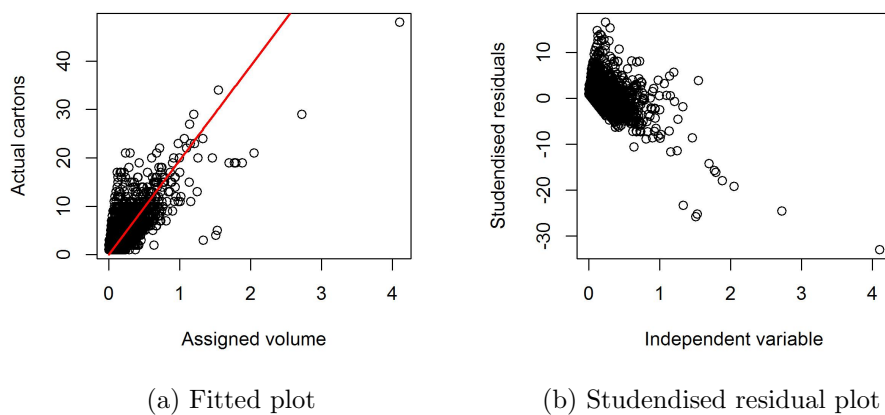 Actual cartons
0 10 20 30 40
0 1 2 3 4
Assigned volume
(a) Fitted plot
Studendised residuals
-30 -20 -10 0 10
0 1 2 3 4
Independent variable
(b) Studendised residual plot